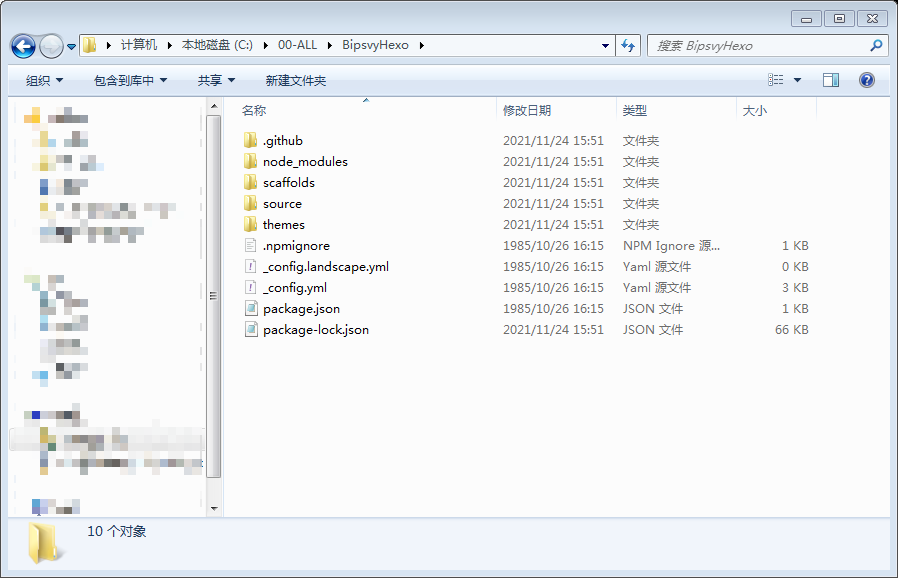 计算机 本地磁盘 (C:) 00-ALL BipsvyHexo 搜索 BipsvyHexo
组织 包含到库中 共享 新建文件夹
名称 修改日期 类型 大小
.github 2021/11/24 15:51 文件夹
node_modules 2021/11/24 15:51 文件夹
scaffolds 2021/11/24 15:51 文件夹
source 2021/11/24 15:51 文件夹
themes 2021/11/24 15:51 文件夹
.npmignore 1985/10/26 16:15 NPM Ignore 源... 1 KB
_config.landscape.yml 1985/10/26 16:15 Yaml 源文件 0 KB
_config.yml 1985/10/26 16:15 Yaml 源文件 3 KB
package.json 1985/10/26 16:15 JSON 文件 1 KB
package-lock.json 2021/11/24 15:51 JSON 文件 66 KB
10 个对象